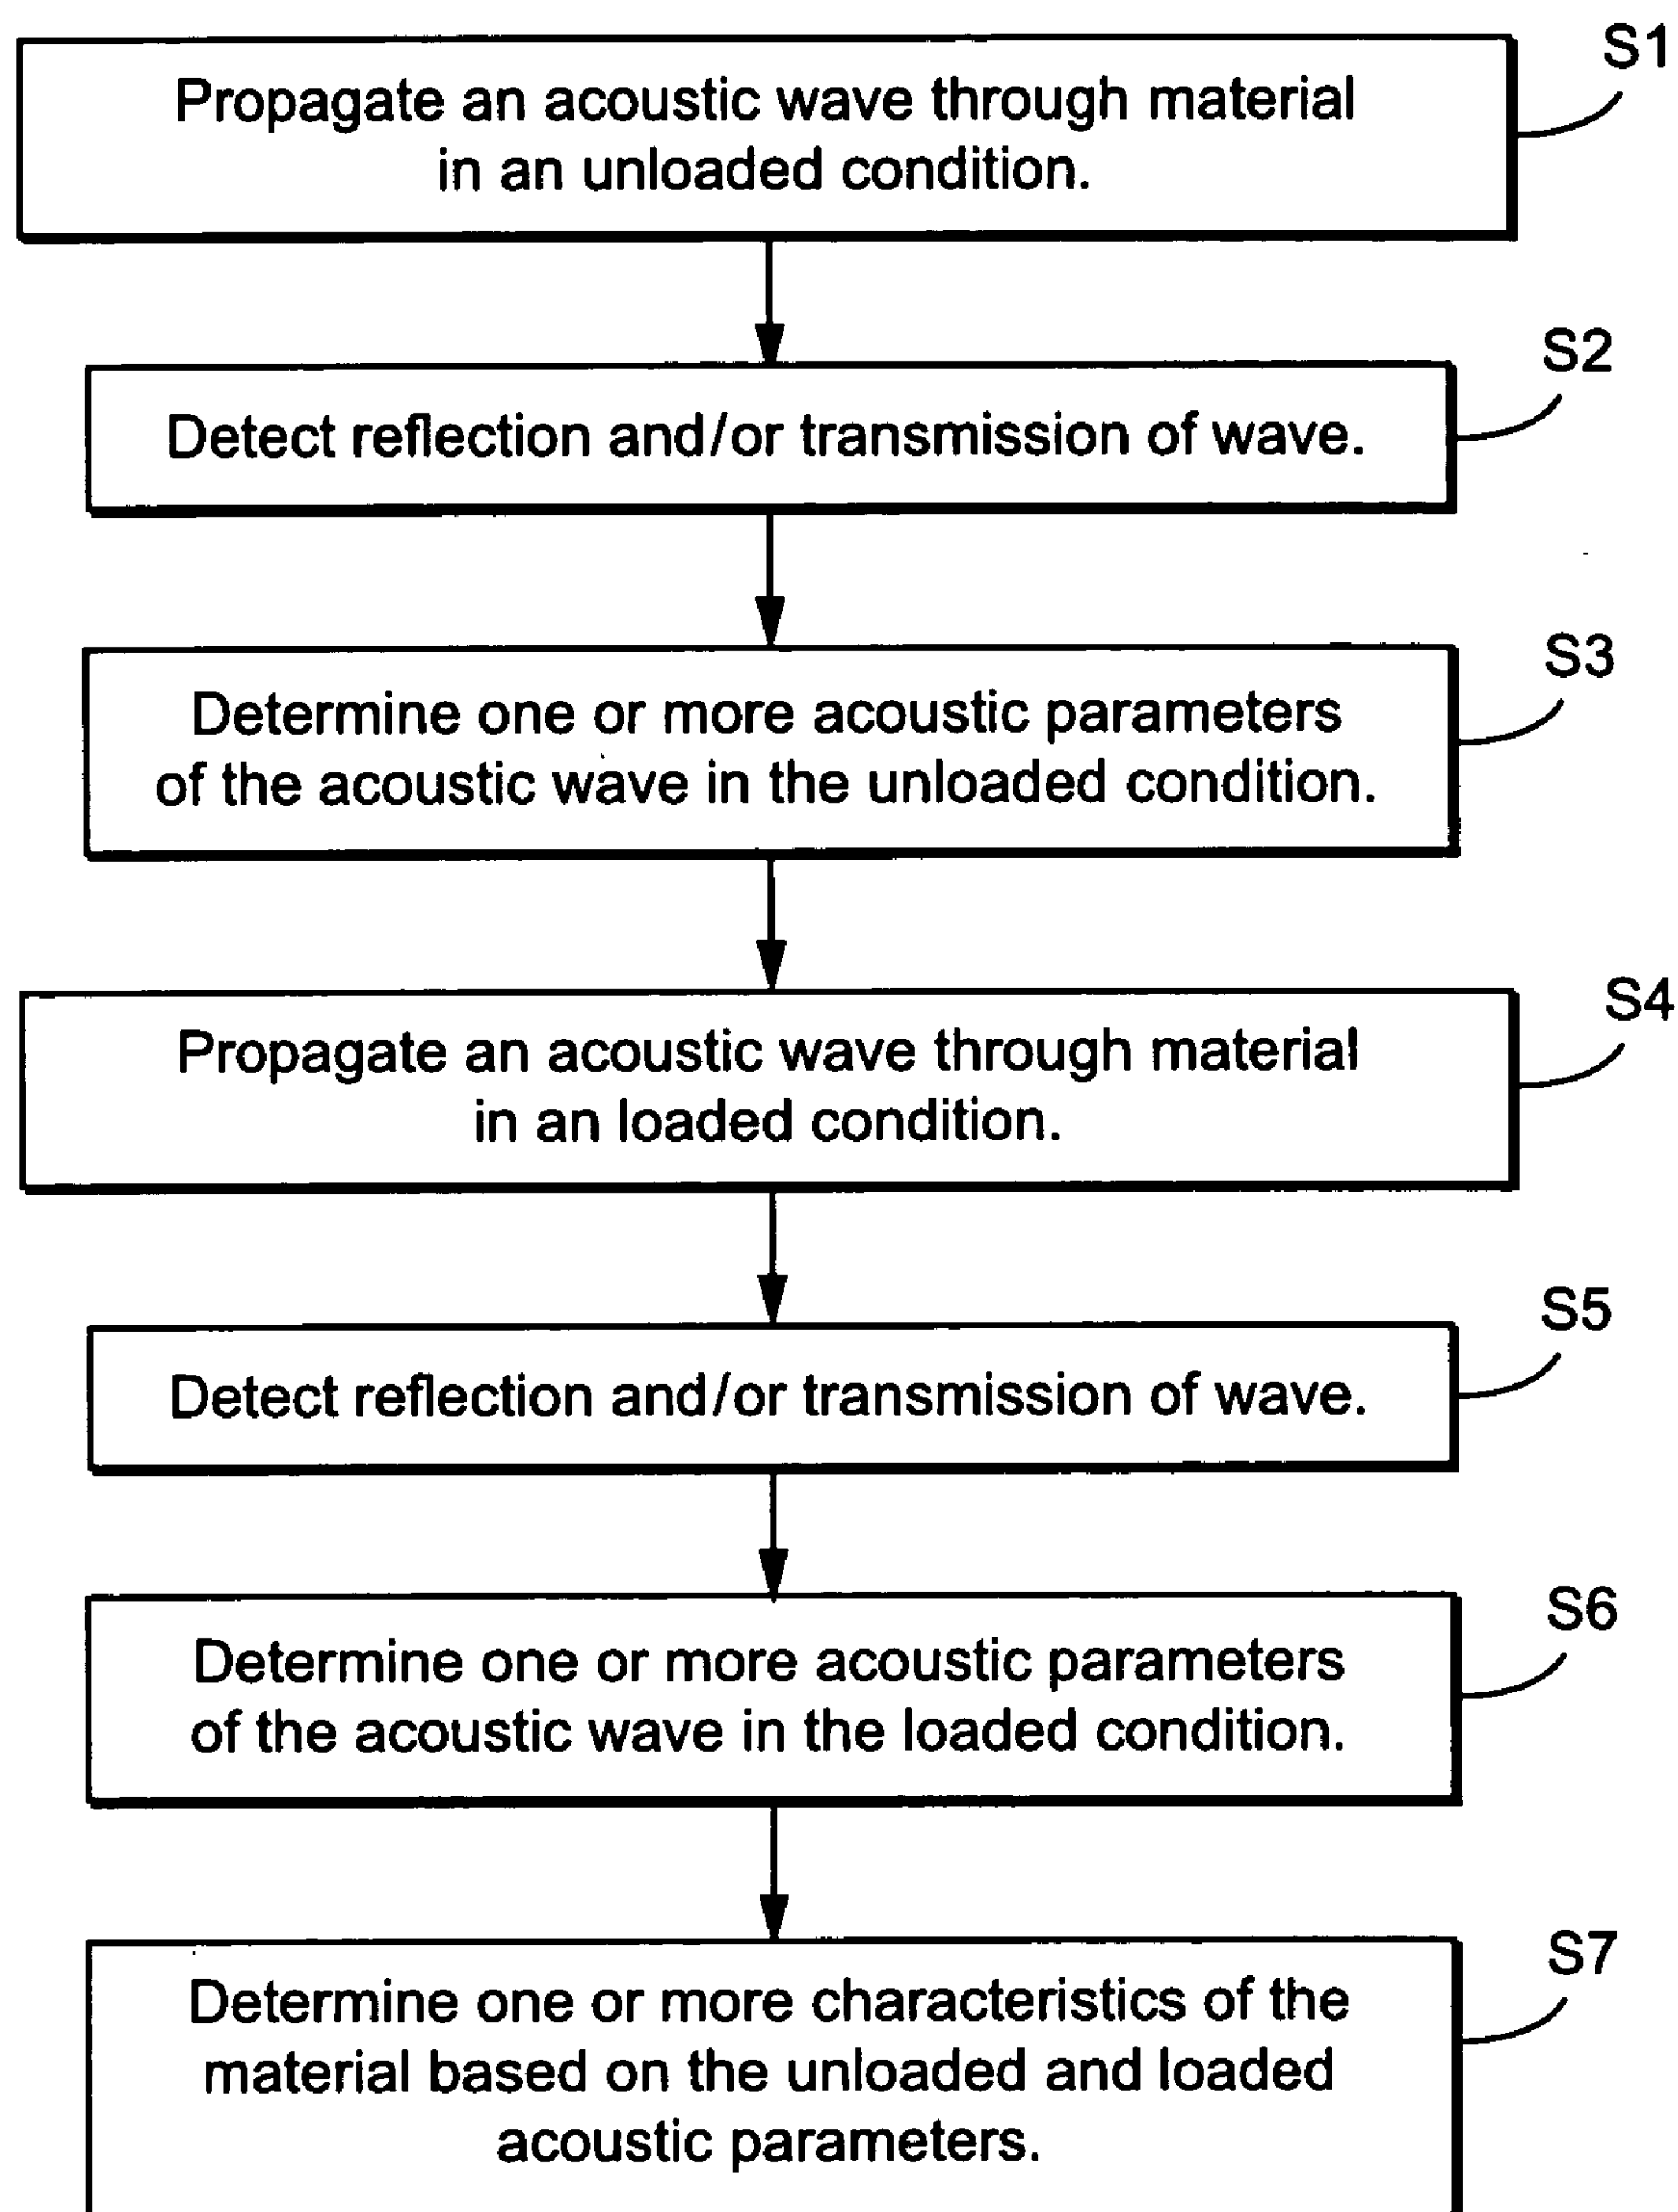 S1
Propagate an acoustic wave through material
in an unloaded condition.
S2
Detect reflection and/or transmission of wave.
S3
Determine one or more acoustic parameters
of the acoustic wave in the unloaded condition.
S4
Propagate an acoustic wave through material
in an loaded condition.
S5
Detect reflection and/or transmission of wave.
S6
Determine one or more acoustic parameters
of the acoustic wave in the loaded condition.
S7
Determine one or more characteristics of the
material based on the unloaded and loaded
acoustic parameters.